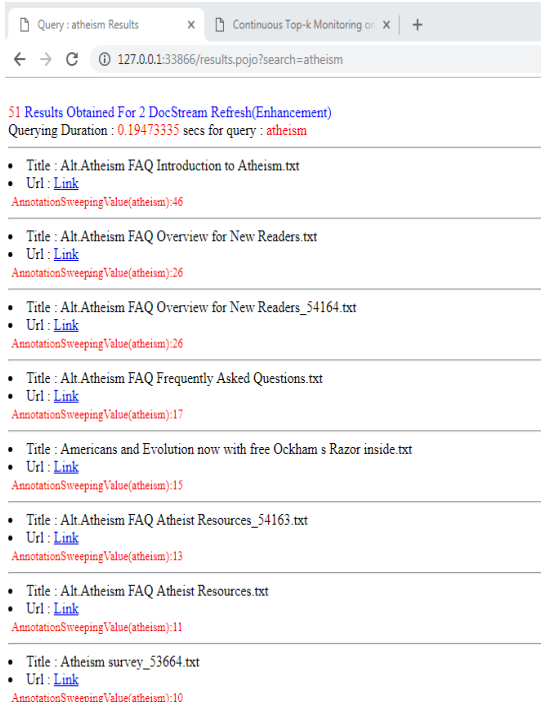 Query : atheism Results
Continuous Top-k Monitoring on
127.0.0.1:33866/results.pojo?search=atheism
51 Results Obtained For 2 DocStream Refresh(Enhancement)
Querying Duration : 0.19473335 secs for query : atheism
Title : Alt.Atheism FAQ Introduction to Atheism.txt
Url : Link
AnnotationSweepingValue(atheism):46
Title : Alt.Atheism FAQ Overview for New Readers.txt
Url : Link
AnnotationSweepingValue(atheism):26
Title : Alt.Atheism FAQ Overview for New Readers_54164.txt
Url : Link
AnnotationSweepingValue(atheism):26
Title : Alt.Atheism FAQ Frequently Asked Questions.txt
Url : Link
AnnotationSweepingValue(atheism):17
Title : Americans and Evolution now with free Ockham s Razor inside.txt
Url : Link
AnnotationSweepingValue(atheism):15
Title : Alt.Atheism FAQ Atheist Resources_54163.txt
Url : Link
AnnotationSweepingValue(atheism):13
Title : Alt.Atheism FAQ Atheist Resources.txt
Url : Link
AnnotationSweepingValue(atheism):11
Title : Atheism survey_53664.txt
Url : Link
AnnotationSweepingValue(atheism):10